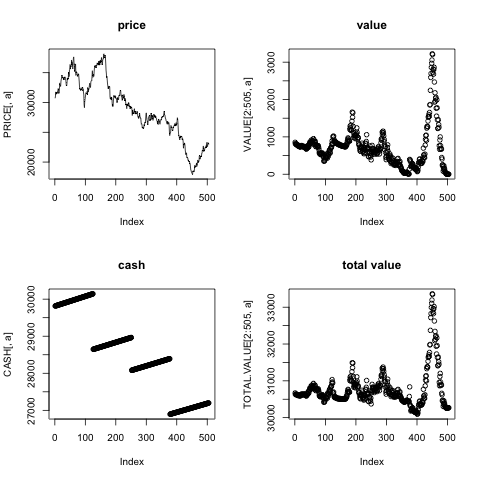 price
value
PRICE[, a]
20000
30000
0 100 200 300 400 500
Index
VALUE[2:505, a]
0 1000 2000 3000
0 100 200 300 400 500
Index
cash
total value
CASH[, a]
27000 28000 29000 30000
0 100 200 300 400 500
Index
TOTAL.VALUE[2:505, a]
30000 31000 32000 33000
0 100 200 300 400 500
Index